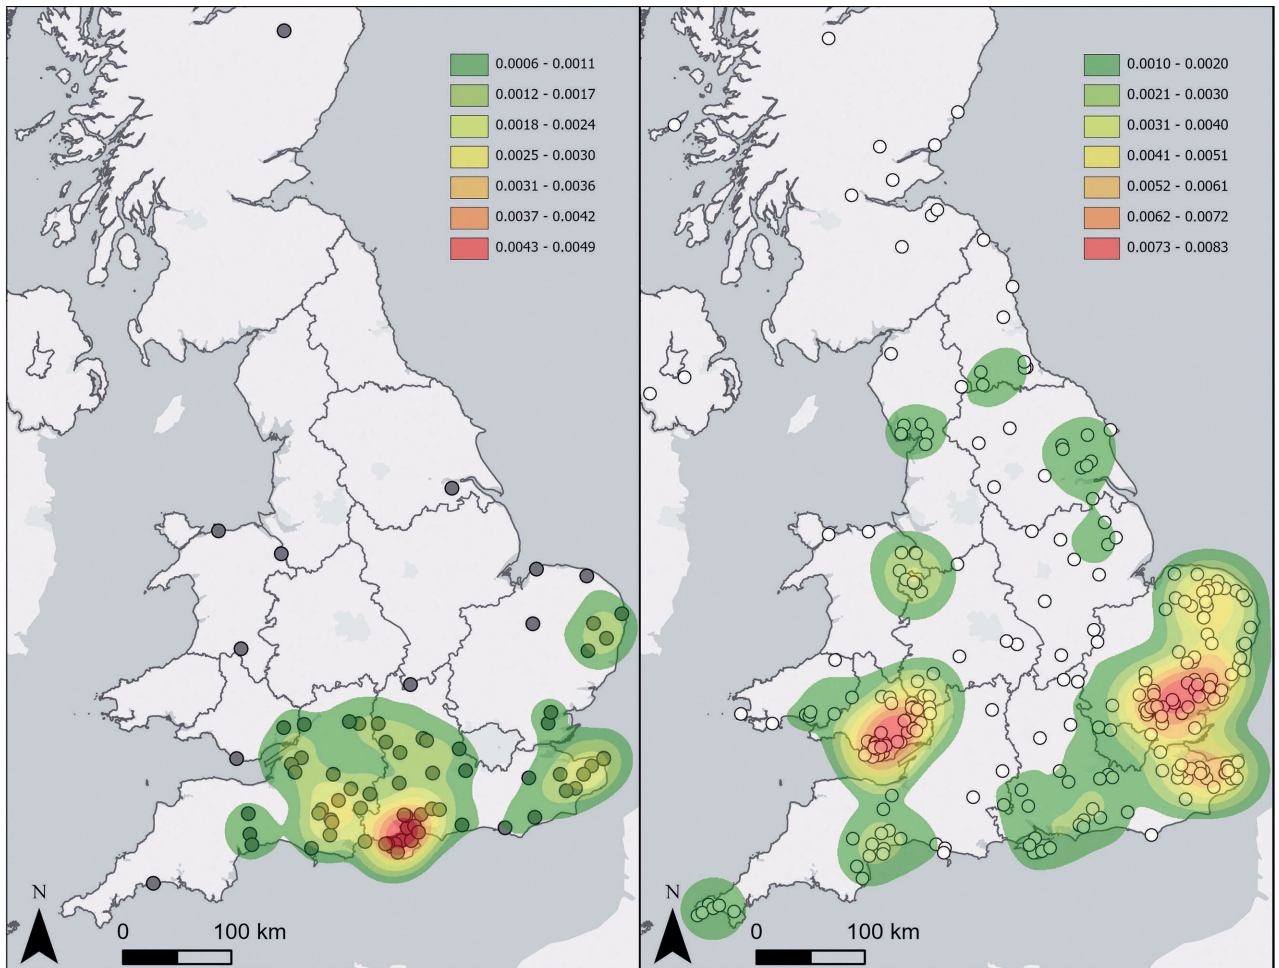 0.0006 - 0.0011
0.0012 - 0.0017
0.0018 - 0.0024
0.0025 - 0.0030
0.0031 - 0.0036
0.0037 - 0.0042
0.0043 - 0.0049
N
0
100 km
0.0010 - 0.0020
0.0021 - 0.0030
0.0031 - 0.0040
0.0041 - 0.0051
0.0052 - 0.0061
0.0062 - 0.0072
0.0073 - 0.0083
N
0
100 km